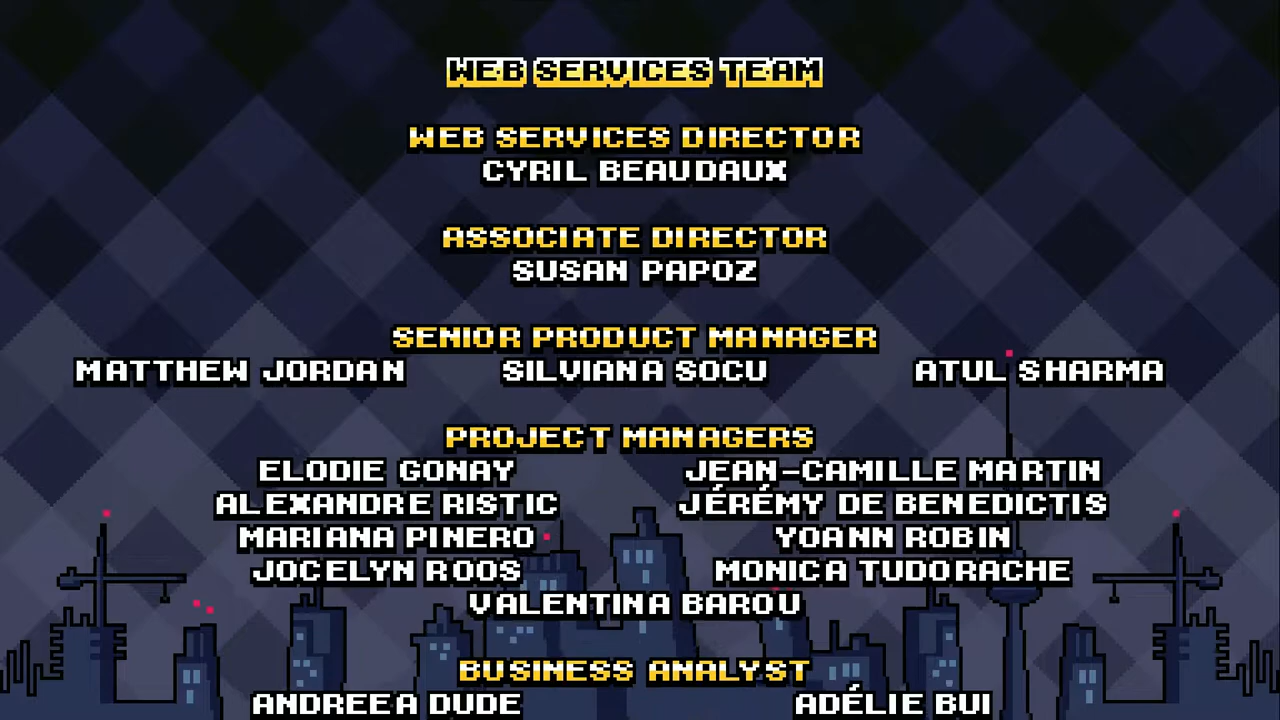 WEB SERVICES TEAM
WEB SERVICES DIRECTOR
CYRIL BEAUDAUX
ASSOCIATE DIRECTOR
SUSAN PAPOZ
SENIOR PRODUCT MANAGER
MATTHEW JORDAN SILVIANA SOCU ATUL SHARMA
PROJECT MANAGERS
ELODIE GONAY JEAN-CAMILLE MARTIN
ALEXANDRE RISTIC JÉRÉMY DE BENEDICTIS
MARIANA PINERO YOANN ROBIN
JOCELYN ROOS MONICA TUDORACHE
VALENTINA BAROU
BUSINESS ANALYST
ANDREEA DUDE ADÉLIE BUI